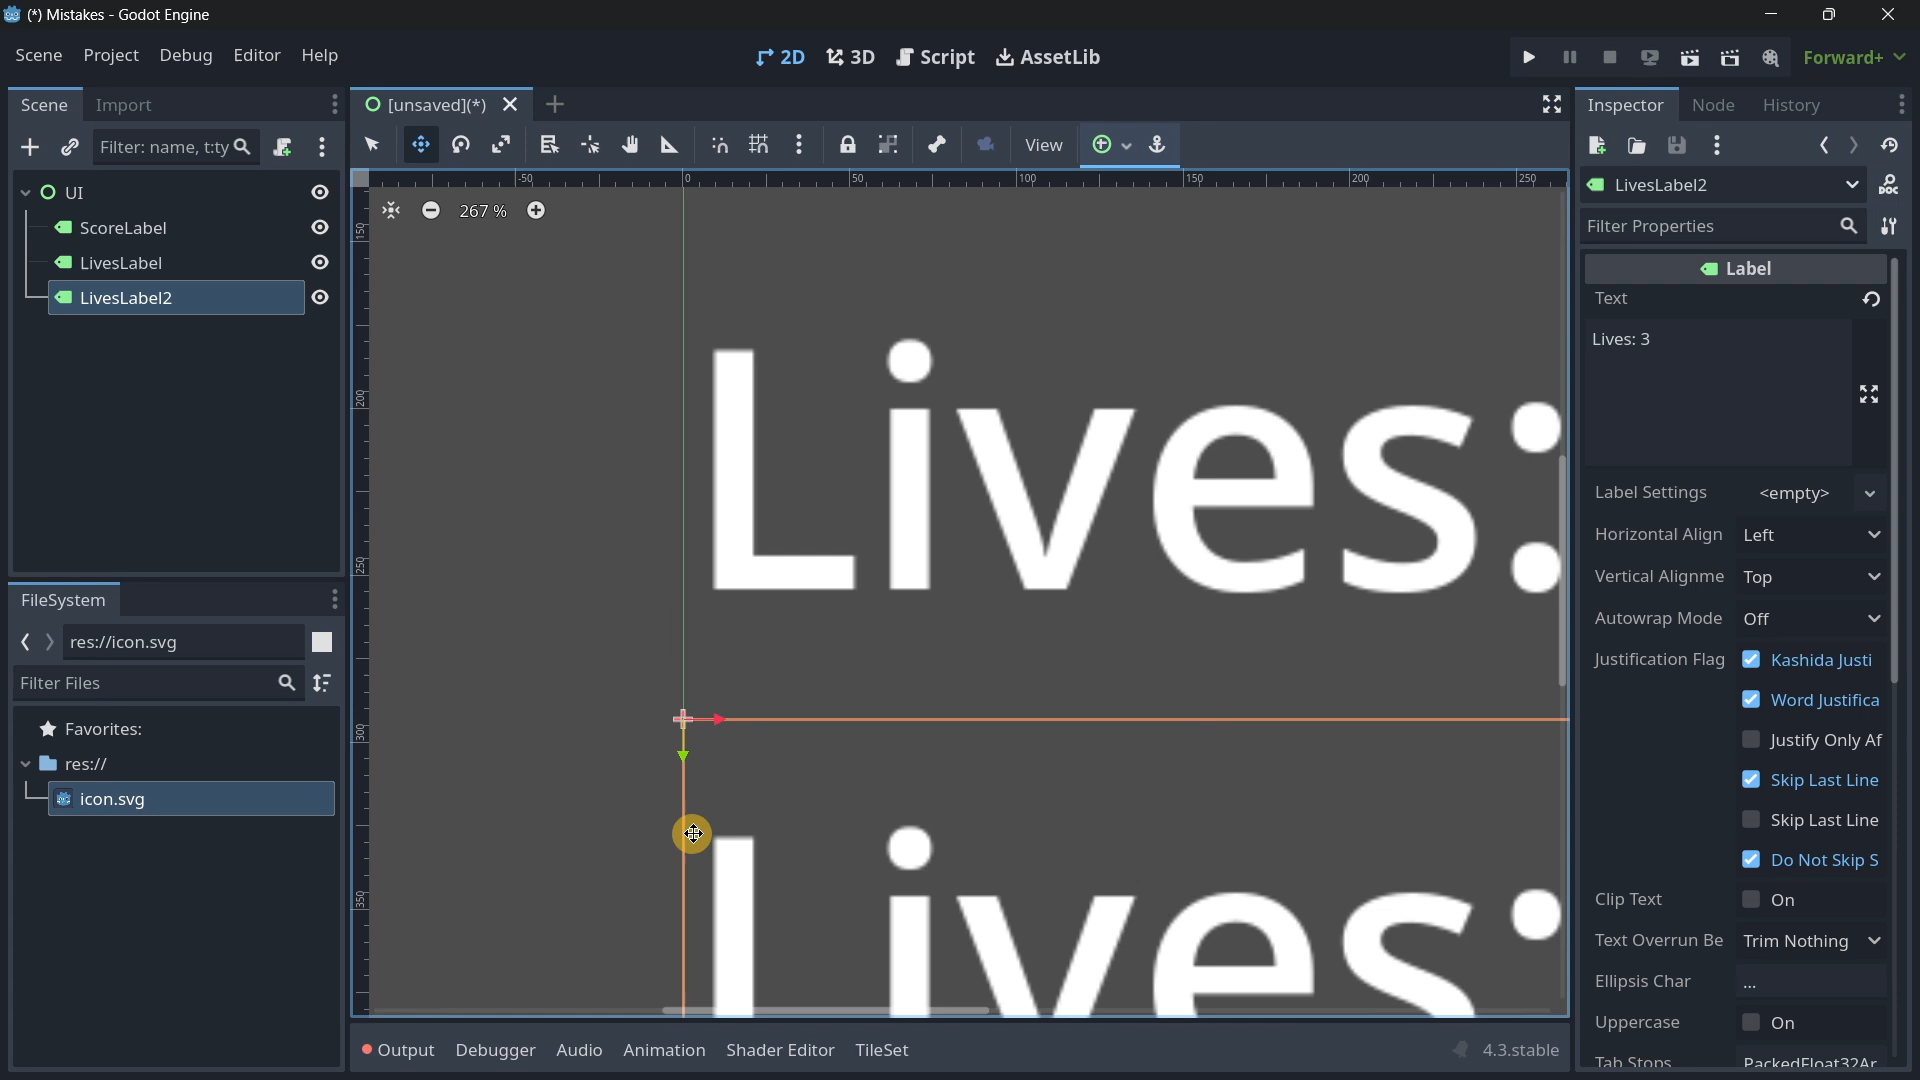 (*) Mistakes - Godot Engine
Scene Project Debug Editor Help
2D 3D Script AssetLib
Forward+
Scene Import
[unsaved](*)
Inspector Node History
Filter: name, t:ty
View
UI
ScoreLabel
LivesLabel
LivesLabel2
-50 0 50 100 150 200 250
267 %
150
200
250
300
350
Lives:
Lives:
FileSystem
res://icon.svg
Filter Files
Favorites:
res://
icon.svg
Output Debugger Audio Animation Shader Editor TileSet
4.3.stable
LivesLabel2
DOC
Filter Properties
Label
Text
Lives: 3
Label Settings <empty>
Horizontal Align Left
Vertical Alignme Top
Autowrap Mode Off
Justification Flag Kashida Justi
Word Justifica
Justify Only Af
Skip Last Line
Skip Last Line
Do Not Skip S
Clip Text On
Text Overrun Be Trim Nothing
Ellipsis Char ...
Uppercase On
Tab Stops PackedFloat32Ar